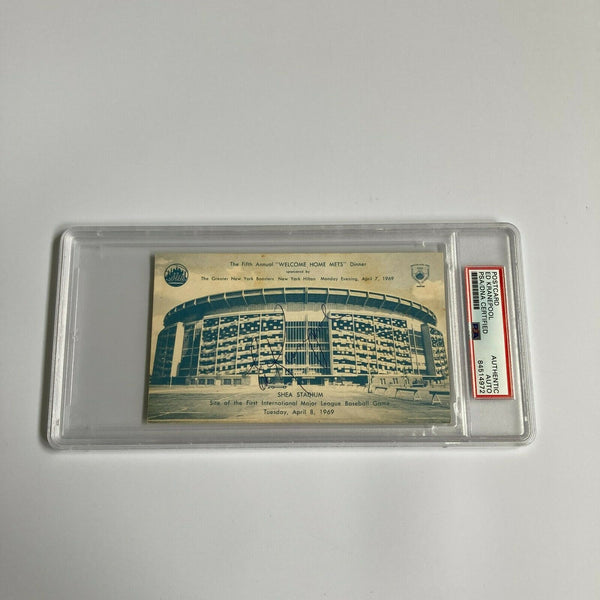 The Fifth Annual "WELCOME HOME METS" Dinner
sponsored by
The Greater New York Boosters New York Hilton Monday Evening, April 7, 1969
SHEA STADIUM
Site of the First International Major League Baseball Game
Tuesday, April 8, 1969
POSTCARD
ED KRANEPOOL
PSA/DNA CERTIFIED
AUTHENTIC
AUTO
84514972